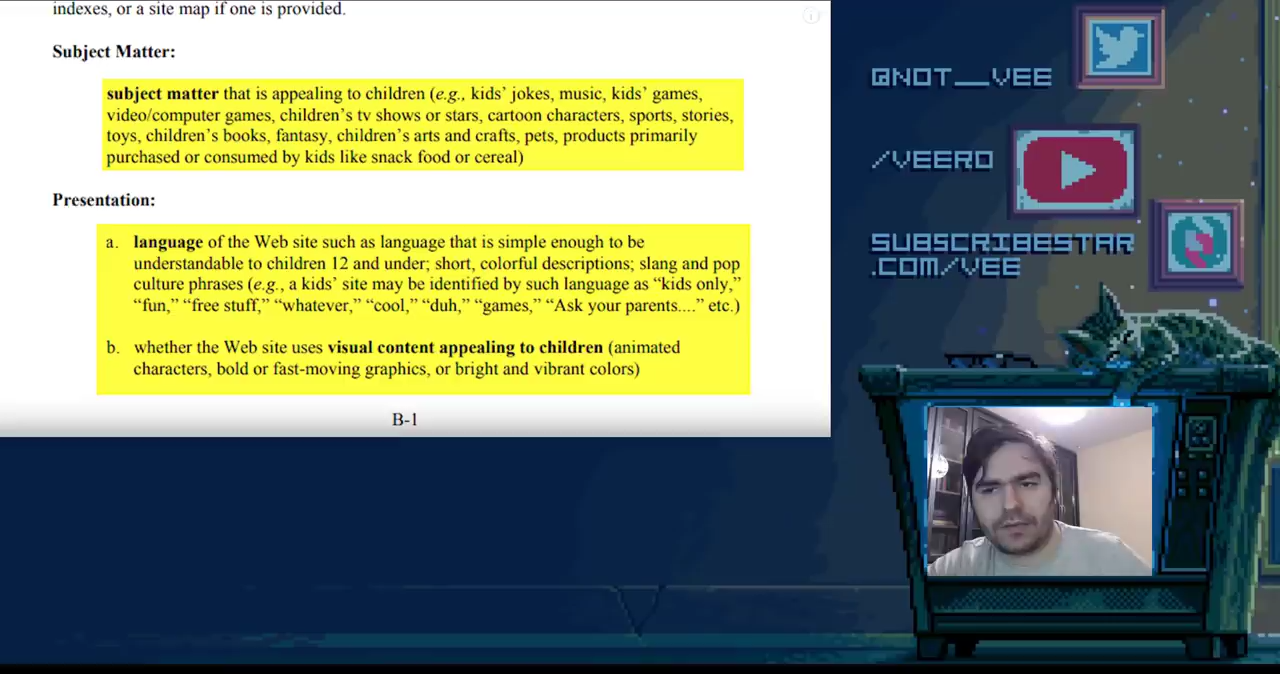 indexes, or a site map if one is provided.
Subject Matter:
subject matter that is appealing to children (e.g., kids' jokes, music, kids' games,
video/computer games, children's tv shows or stars, cartoon characters, sports, stories,
toys, children's books, fantasy, children's arts and crafts, pets, products primarily
purchased or consumed by kids like snack food or cereal)
Presentation:
a. language of the Web site such as language that is simple enough to be
understandable to children 12 and under; short, colorful descriptions; slang and pop
culture phrases (e.g., a kids' site may be identified by such language as “kids only,”
“fun,” “free stuff,” “whatever,” “cool,” “duh,” “games,” “Ask your parents....” etc.)
b. whether the Web site uses visual content appealing to children (animated
characters, bold or fast-moving graphics, or bright and vibrant colors)
B-1
@NOT__VEE
/VEERO
SUBSCRIBESTAR
.COM/VEE